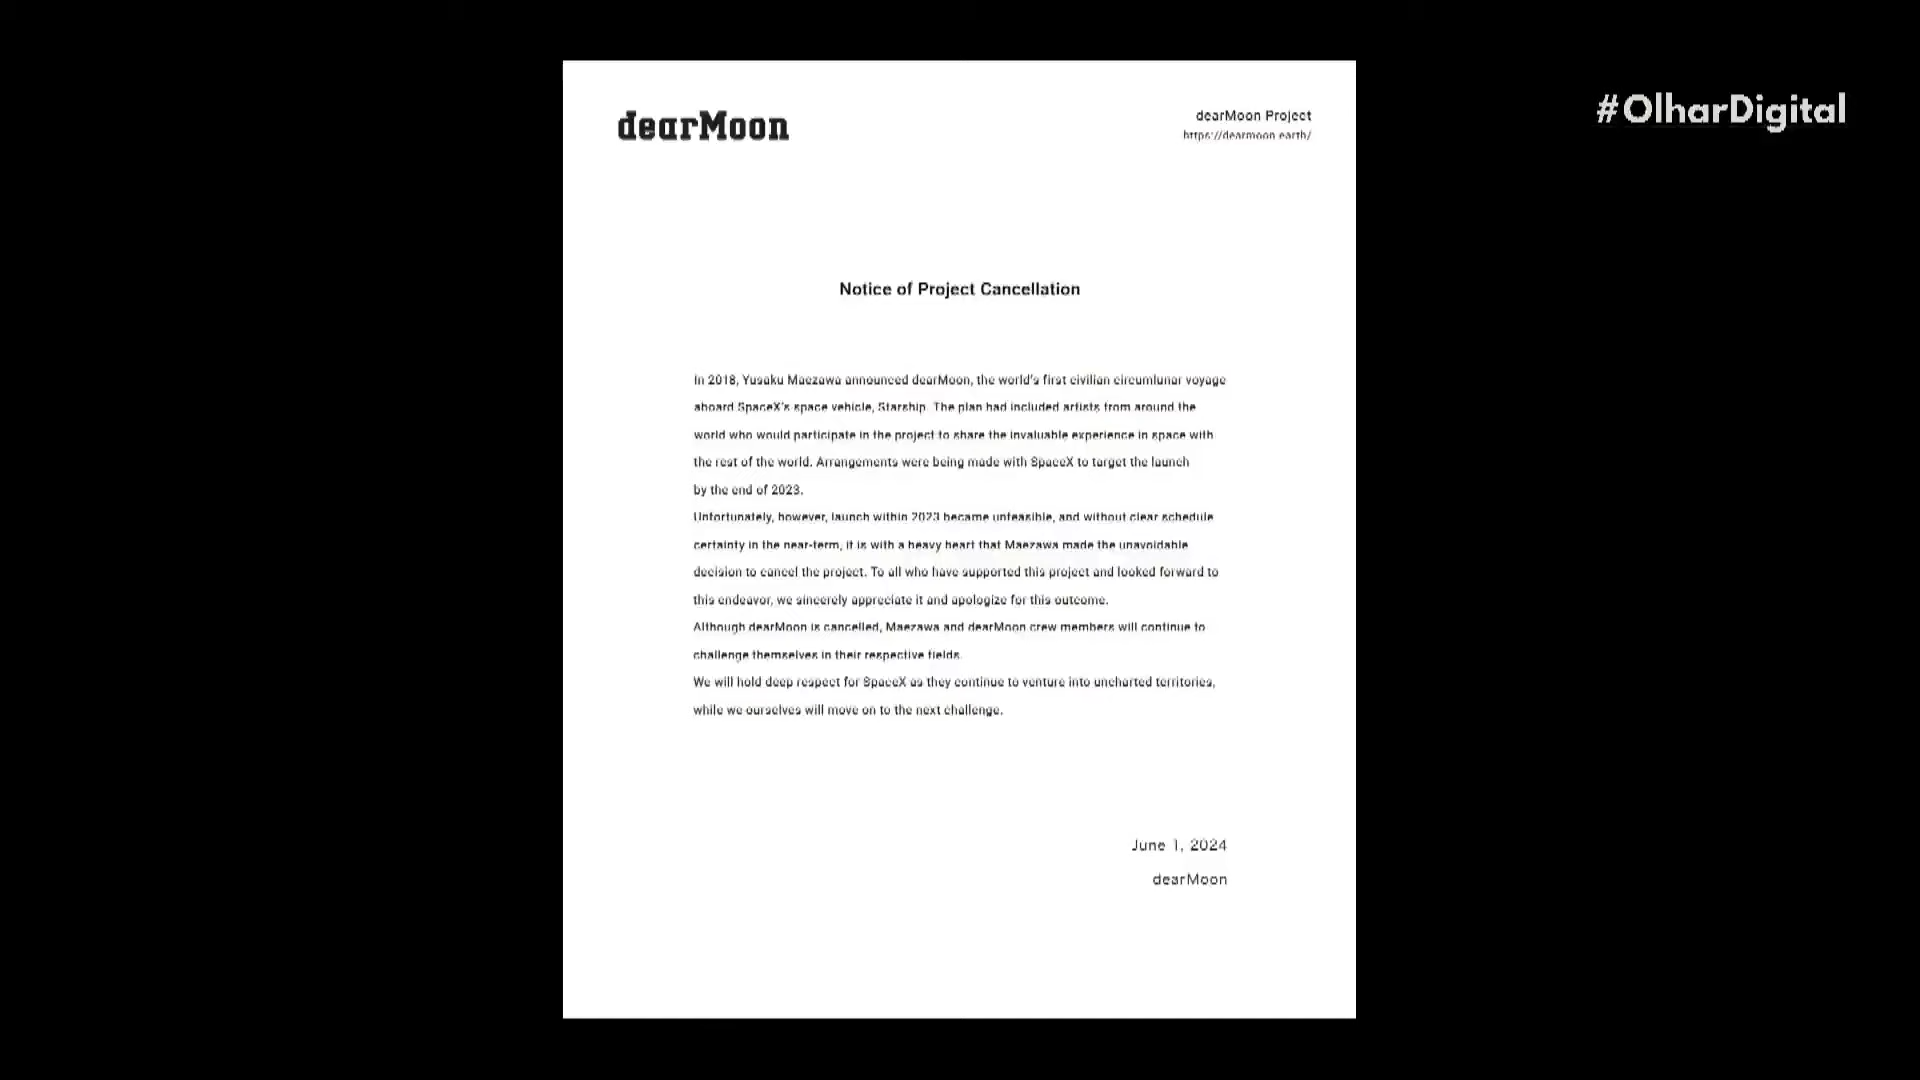 dearMoon
dearMoon Project
https://dearmoon.earth/
#OlharDigital
Notice of Project Cancellation
In 2018, Yusaku Maezawa announced dearMoon, the world's first civilian circumlunar voyage
aboard SpaceX's space vehicle, Starship. The plan had included artists from around the
world who would participate in the project to share the invaluable experience in space with
the rest of the world. Arrangements were being made with SpaceX to target the launch
by the end of 2023.
Unfortunately, however, launch within 2023 became unfeasible, and without clear schedule
certainty in the near-term, it is with a heavy heart that Maezawa made the unavoidable
decision to cancel the project. To all who have supported this project and looked forward to
this endeavor, we sincerely appreciate it and apologize for this outcome.
Although dearMoon is cancelled, Maezawa and dearMoon crew members will continue to
challenge themselves in their respective fields.
We will hold deep respect for SpaceX as they continue to venture into uncharted territories,
while we ourselves will move on to the next challenge.
June 1, 2024
dearMoon